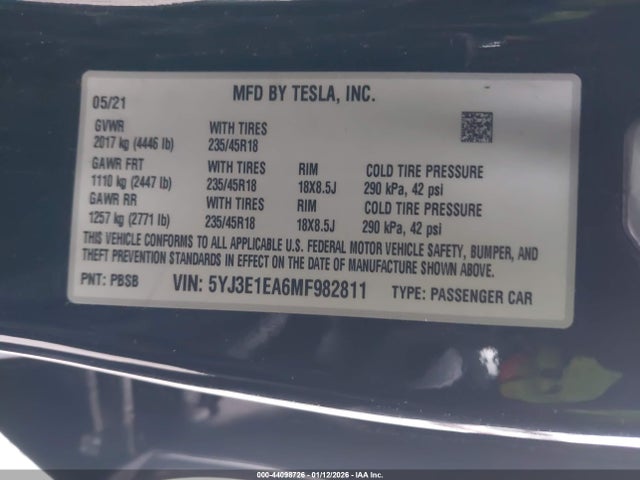 MFD BY TESLA, INC.
05/21
GVWR WITH TIRES
2017 kg (4446 lb) 235/45R18
GAWR FRT WITH TIRES RIM COLD TIRE PRESSURE
1110 kg (2447 lb) 235/45R18 18X8.5J 290 kPa, 42 psi
GAWR RR WITH TIRES RIM COLD TIRE PRESSURE
1257 kg (2771 lb) 235/45R18 18X8.5J 290 kPa, 42 psi
THIS VEHICLE CONFORMS TO ALL APPLICABLE U.S. FEDERAL MOTOR VEHICLE SAFETY, BUMPER, AND
THEFT PREVENTION STANDARDS IN EFFECT ON THE DATE OF MANUFACTURE SHOWN ABOVE.
PNT: PBSB VIN: 5YJ3E1EA6MF982811 TYPE: PASSENGER CAR
000-44098726 - 01/12/2026 - IAA Inc.